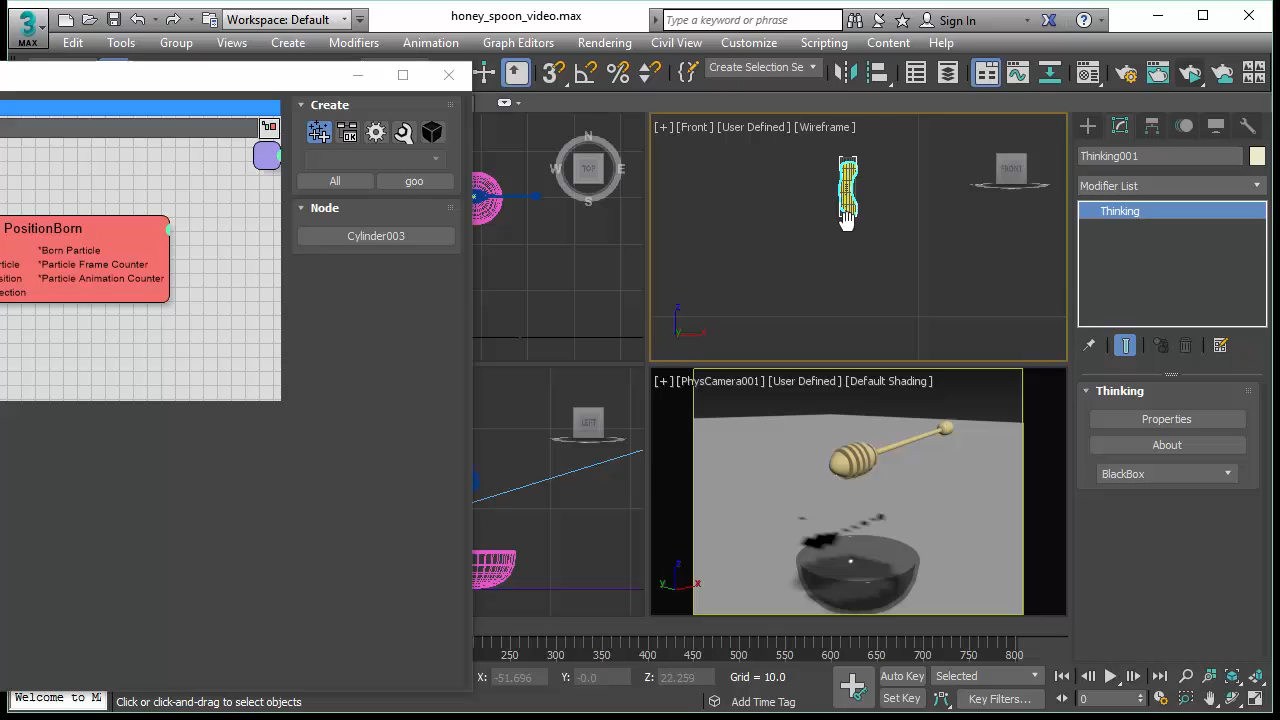 MAX
Workspace: Default
honey_spoon_video.max
Type a keyword or phrase
Sign In
Edit Tools Group Views Create Modifiers Animation Graph Editors Rendering Civil View Customize Scripting Content Help
Create Selection Se
Create
All goo
Node
Cylinder003
PositionBorn
*Born Particle
*Particle Frame Counter
*Particle Animation Counter
N
W TOP E
S
[+] [Front] [User Defined] [Wireframe]
FRONT
z
y x
LEFT
[+] [PhysCamera001] [User Defined] [Default Shading]
z
y x
Thinking001
Modifier List
Thinking
Thinking
Properties
About
BlackBox
250 300 350 400 450 500 550 600 650 700 750 800
X: -51.696 Y: -0.0 Z: 22.259 Grid = 10.0
Auto Key Selected
Welcome to M
Click or click-and-drag to select objects
Add Time Tag
Set Key Key Filters...
0